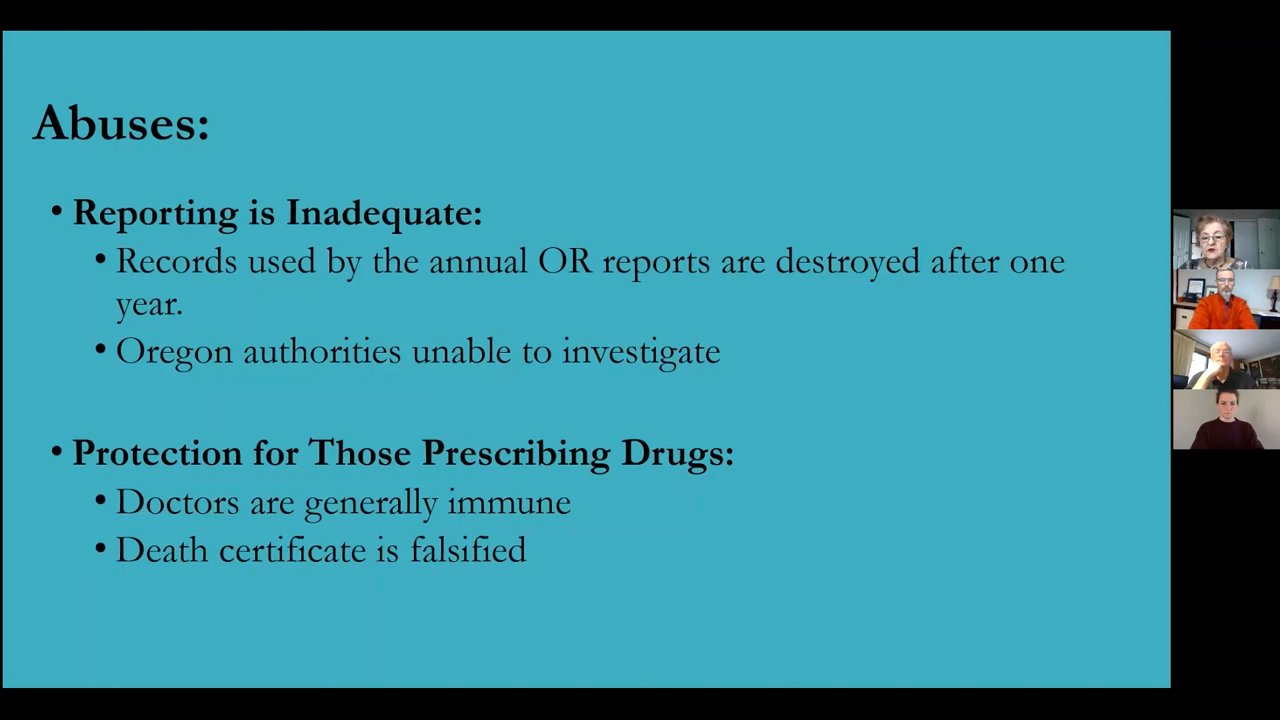 Abuses:
• Reporting is Inadequate:
• Records used by the annual OR reports are destroyed after one
year.
• Oregon authorities unable to investigate
• Protection for Those Prescribing Drugs:
• Doctors are generally immune
• Death certificate is falsified